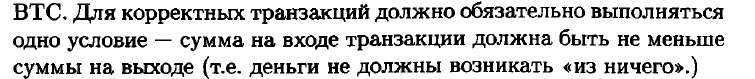 BTC. Для корректных транзакций должно обязательно выполняться
одно условие — сумма на входе транзакции должна быть не меньше
суммы на выходе (т.е. деньги не должны возникать «из ничего».)